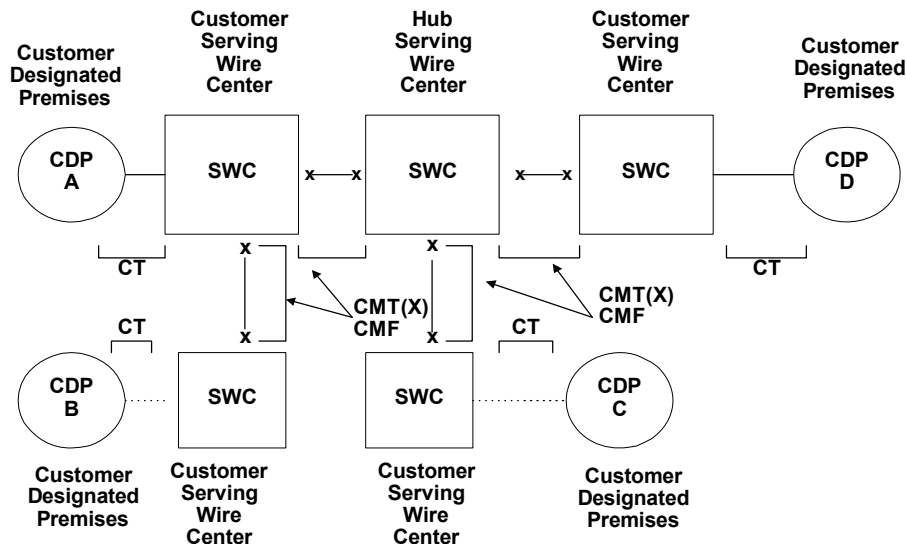 Customer
Serving
Wire
Center
Hub
Serving
Wire
Center
Customer
Serving
Wire
Center
Customer
Designated
Premises
Customer
Designated
Premises
CDP
A
SWC
x
x
SWC
x
x
SWC
CDP
D
CT
x
x
CT
CMT(X)
CMF
CMT(X)
CMF
CT
x
x
CT
CDP
B
SWC
SWC
CDP
C
Customer
Designated
Premises
Customer
Serving
Wire
Center
Customer
Serving
Wire
Center
Customer
Designated
Premises